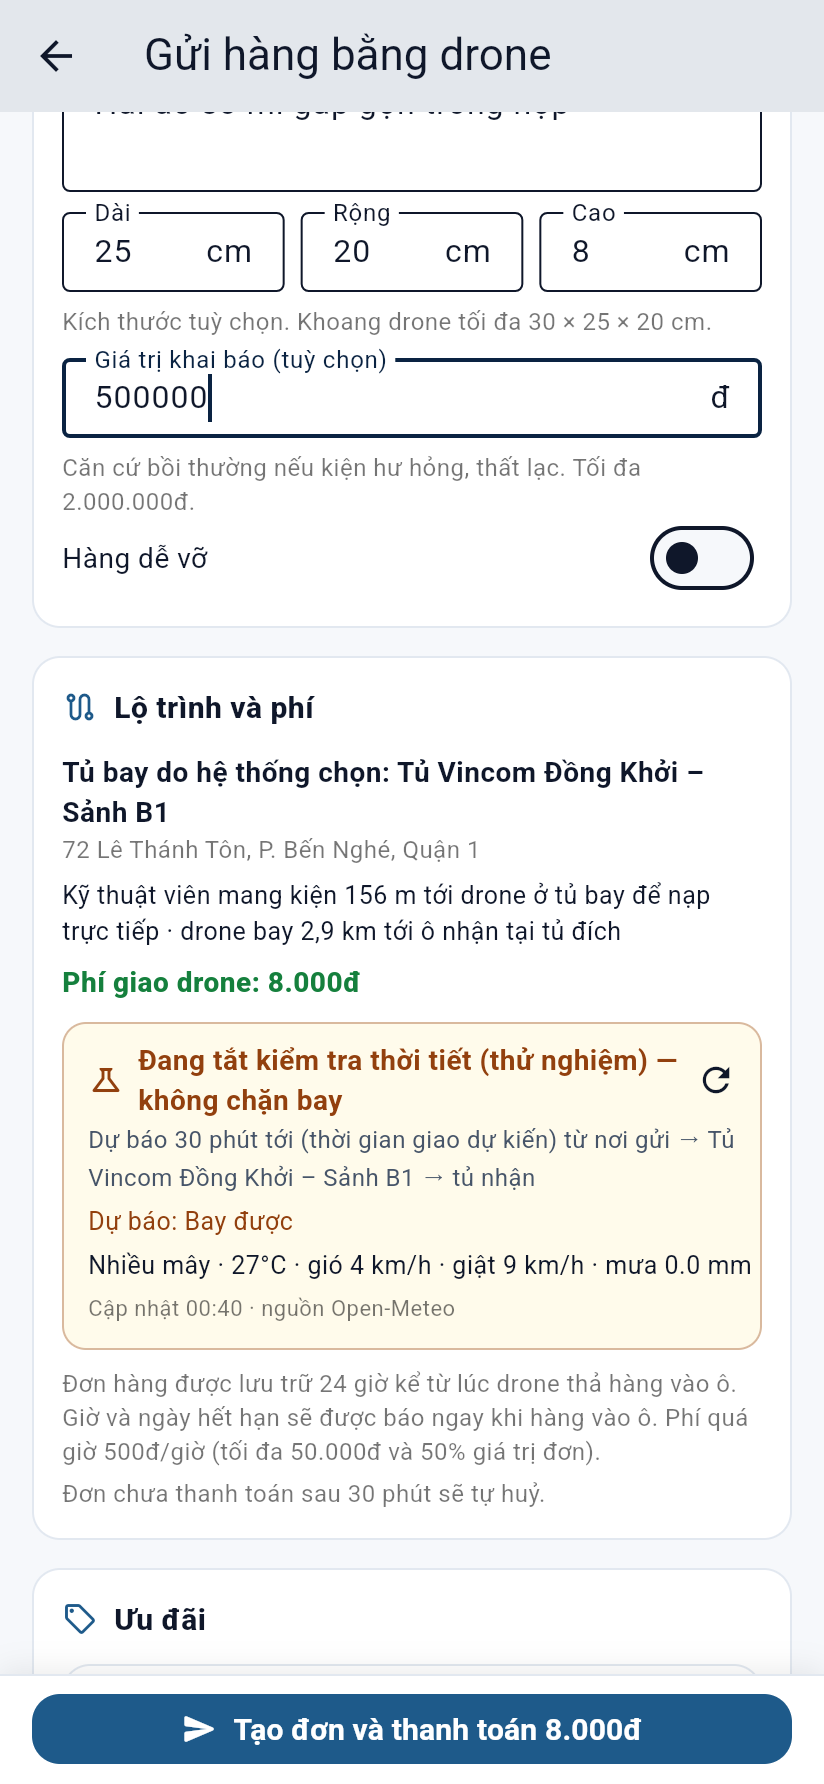 Gửi hàng bằng drone
Dài
Rộng
Cao
25 cm
20 cm
8 cm
Kích thước tuỳ chọn. Khoang drone tối đa 30 × 25 × 20 cm.
Giá trị khai báo (tuỳ chọn)
500000 đ
Căn cứ bồi thường nếu kiện hư hỏng, thất lạc. Tối đa
2.000.000đ.
Hàng dễ vỡ
Lộ trình và phí
Tủ bay do hệ thống chọn: Tủ Vincom Đồng Khởi –
Sảnh B1
72 Lê Thánh Tôn, P. Bến Nghé, Quận 1
Kỹ thuật viên mang kiện 156 m tới drone ở tủ bay để nạp
trực tiếp · drone bay 2,9 km tới ô nhận tại tủ đích
Phí giao drone: 8.000đ
Đang tắt kiểm tra thời tiết (thử nghiệm) —
không chặn bay
Dự báo 30 phút tới (thời gian giao dự kiến) từ nơi gửi → Tủ
Vincom Đồng Khởi – Sảnh B1 → tủ nhận
Dự báo: Bay được
Nhiều mây · 27°C · gió 4 km/h · giật 9 km/h · mưa 0.0 mm
Cập nhật 00:40 · nguồn Open-Meteo
Đơn hàng được lưu trữ 24 giờ kể từ lúc drone thả hàng vào ô.
Giờ và ngày hết hạn sẽ được báo ngay khi hàng vào ô. Phí quá
giờ 500đ/giờ (tối đa 50.000đ và 50% giá trị đơn).
Đơn chưa thanh toán sau 30 phút sẽ tự huỷ.
Ưu đãi
Tạo đơn và thanh toán 8.000đ